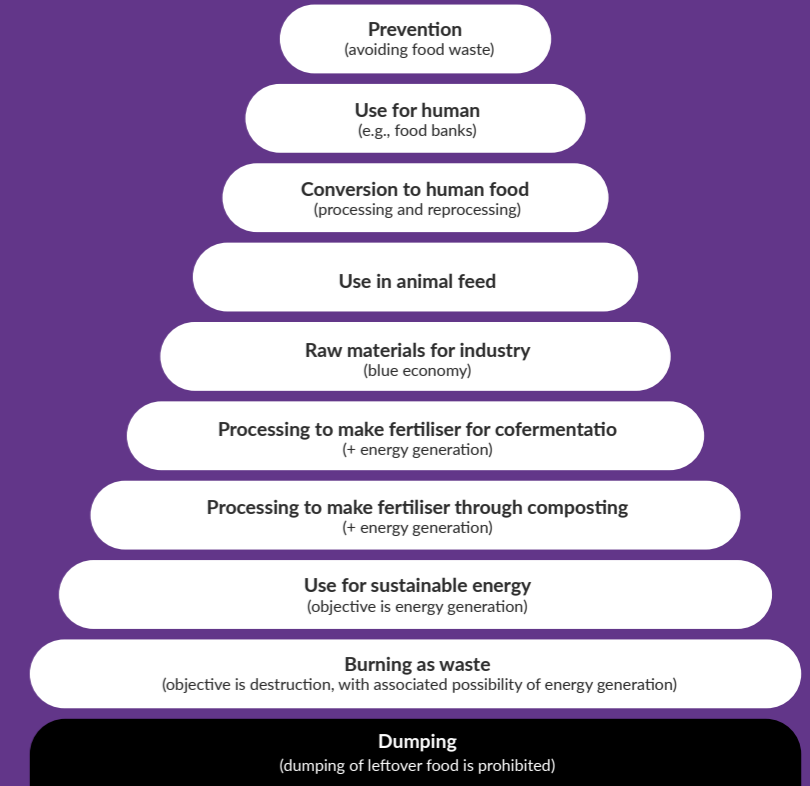 Prevention
(avoiding food waste)
Use for human
(e.g., food banks)
Conversion to human food
(processing and reprocessing)
Use in animal feed
Raw materials for industry
(blue economy)
Processing to make fertiliser for cofermentatio
(+ energy generation)
Processing to make fertiliser through composting
(+ energy generation)
Use for sustainable energy
(objective is energy generation)
Burning as waste
(objective is destruction, with associated possibility of energy generation)
Dumping
(dumping of leftover food is prohibited)